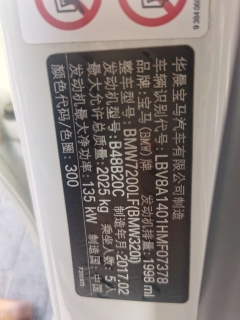 华晨宝马汽车有限公司制造
车辆识别代号: LBV8A1401HMF07378
品牌: 宝马(BMW)牌 发动机排量: 1998 ml
整车型号: BMW7200LF(BMW320i)
发动机型号: B48B20C 制造年月: 2017.02
最大允许总质量: 2025 kg 乘坐人数: 5 人
发动机最大净功率: 135 kW 制造国: 中国
颜色代码/色圈: 300